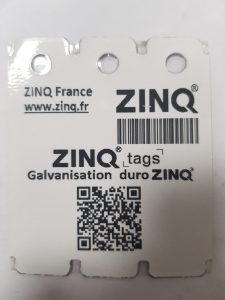 ZINQ France
www.zinq.fr
ZINQ®
ZINQ® tags
Galvanisation duroZINQ®